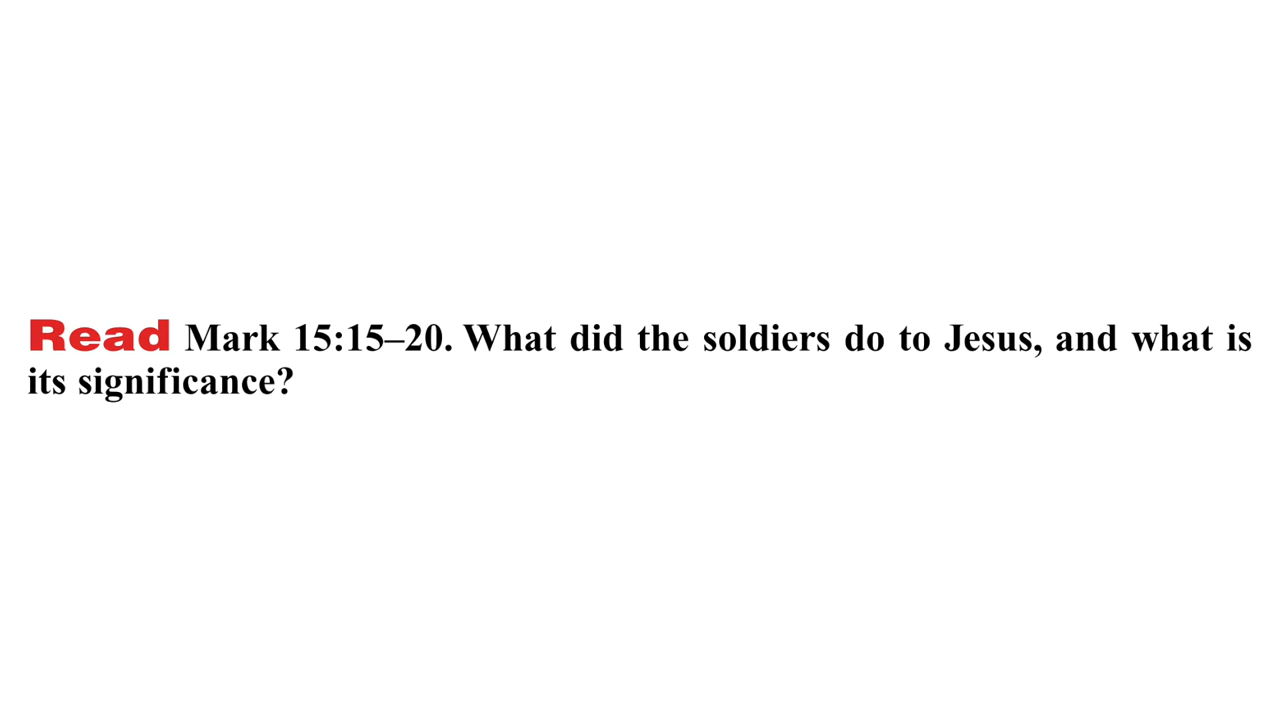 Read Mark 15:15–20. What did the soldiers do to Jesus, and what is
its significance?